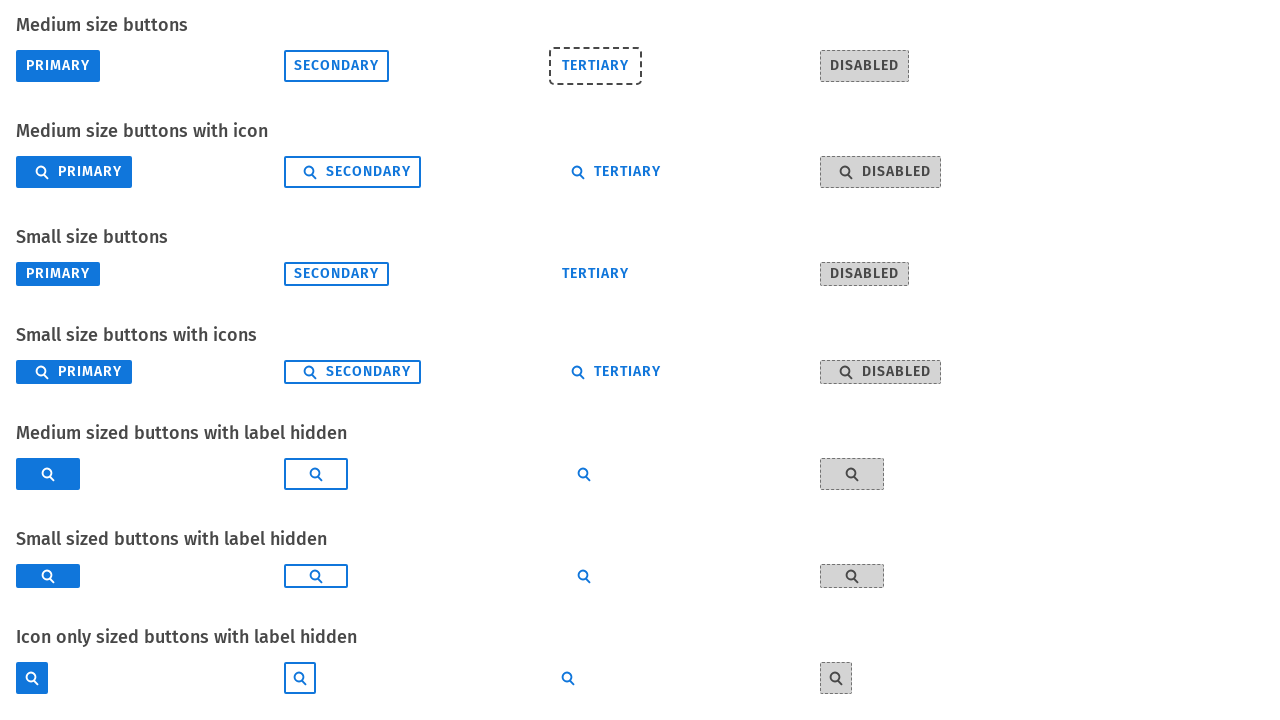 Medium size buttons
PRIMARY SECONDARY TERTIARY DISABLED
Medium size buttons with icon
PRIMARY SECONDARY TERTIARY DISABLED
Small size buttons
PRIMARY SECONDARY TERTIARY DISABLED
Small size buttons with icons
PRIMARY SECONDARY TERTIARY DISABLED
Medium sized buttons with label hidden
Small sized buttons with label hidden
Icon only sized buttons with label hidden